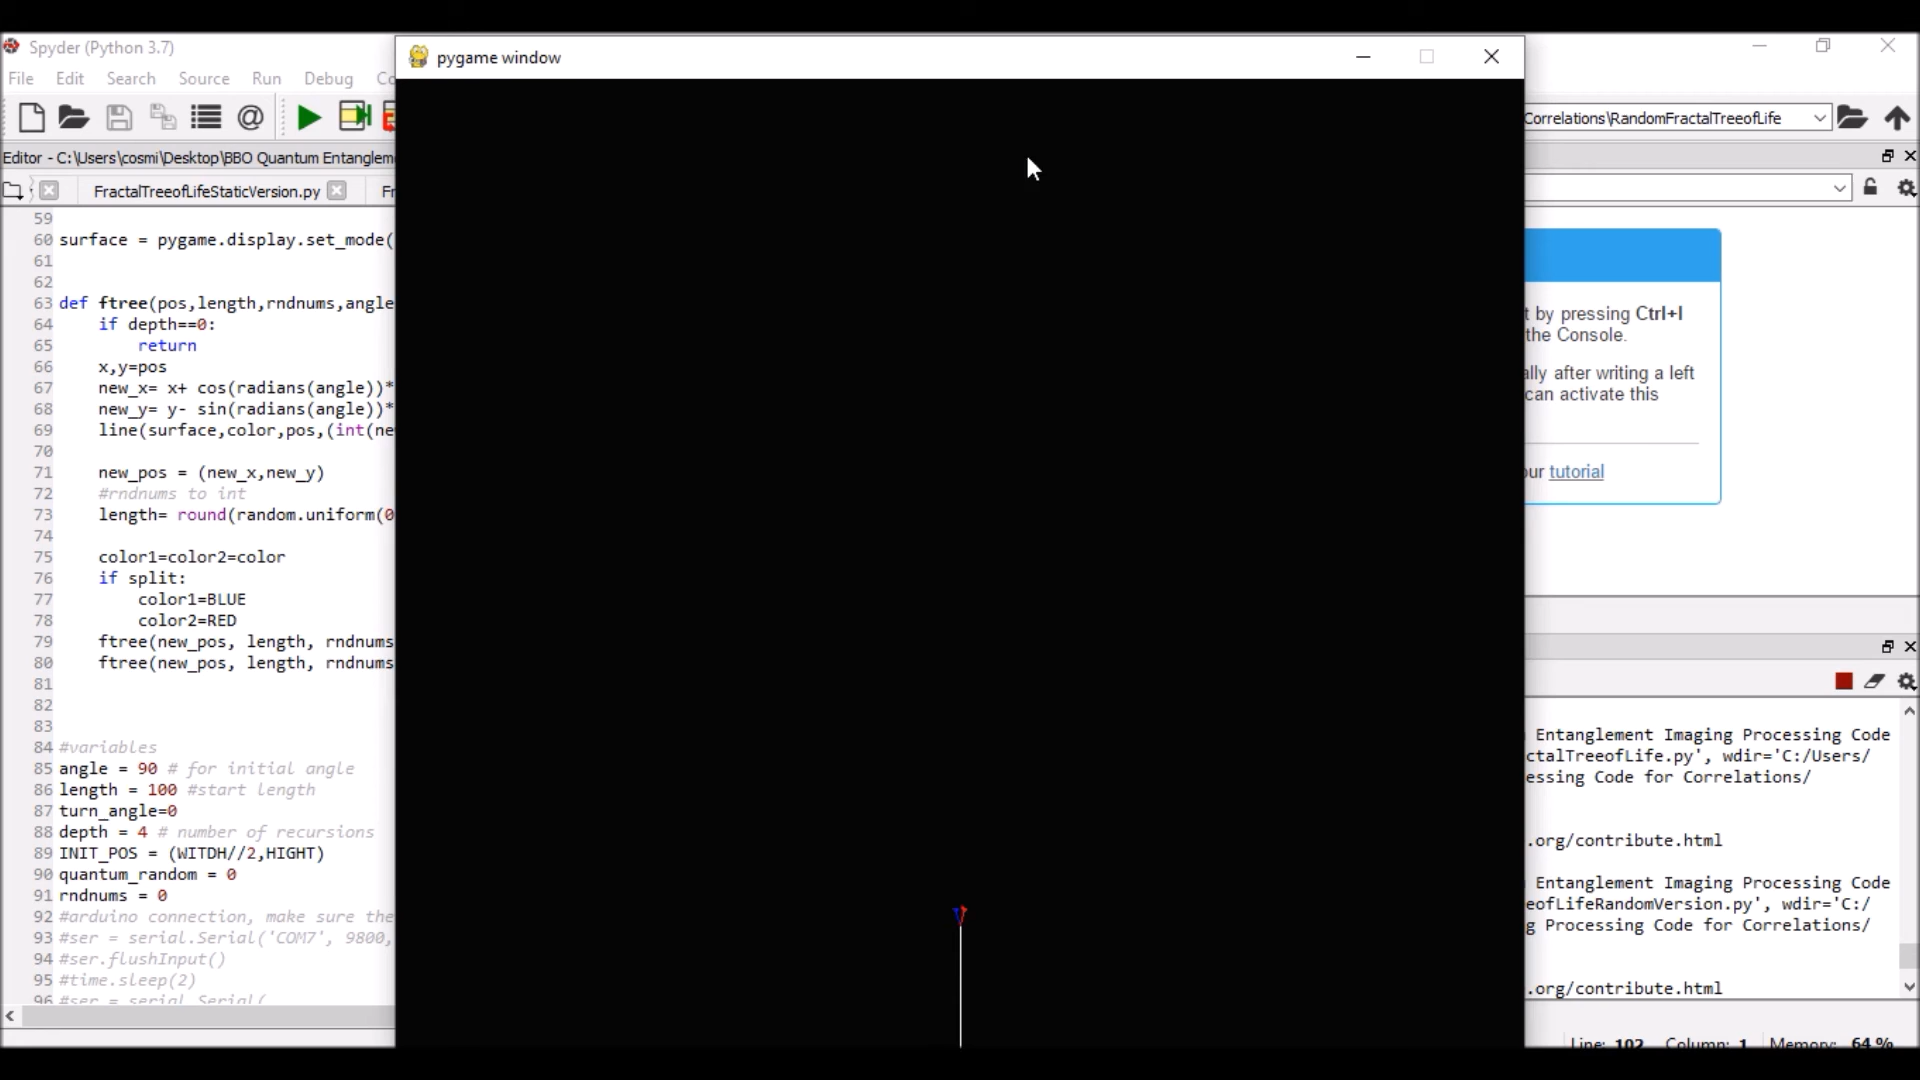 Spyder (Python 3.7)
pygame window
File Edit Search Source Run Debug Co
Correlations\RandomFractalTreeofLife
Editor - C:\Users\cosmi\Desktop\BBO Quantum Entanglem
FractalTreeofLifeStaticVersion.py Fr
59
60 surface = pygame.display.set_mode(
61
62
63 def ftree(pos,length,rndnums,angle
64 if depth==0:
65 return
66 x,y=pos
67 new_x= x+ cos(radians(angle))*
68 new_y= y- sin(radians(angle))*
69 line(surface,color,pos,(int(ne
70
71 new_pos = (new_x,new_y)
72 #rndnums to int
73 length= round(random.uniform(0
74
75 color1=color2=color
76 if split:
77 color1=BLUE
78 color2=RED
79 ftree(new_pos, length, rndnums
80 ftree(new_pos, length, rndnums
81
82
83
84 #variables
85 angle = 90 # for initial angle
86 length = 100 #start length
87 turn_angle=0
88 depth = 4 # number of recursions
89 INIT_POS = (WITDH//2,HIGHT)
90 quantum_random = 0
91 rndnums = 0
92 #arduino connection, make sure the
93 #ser = serial.Serial('COM7', 9800,
94 #ser.flushInput()
95 #time.sleep(2)
96 #ser = serial.Serial(
t by pressing Ctrl+I
the Console.
ally after writing a left
can activate this
our tutorial
Entanglement Imaging Processing Code
ctalTreeofLife.py', wdir='C:/Users/
essing Code for Correlations/
.org/contribute.html
Entanglement Imaging Processing Code
eofLifeRandomVersion.py', wdir='C:/
g Processing Code for Correlations/
.org/contribute.html
Line: 102 Column: 1 Memory: 64 %